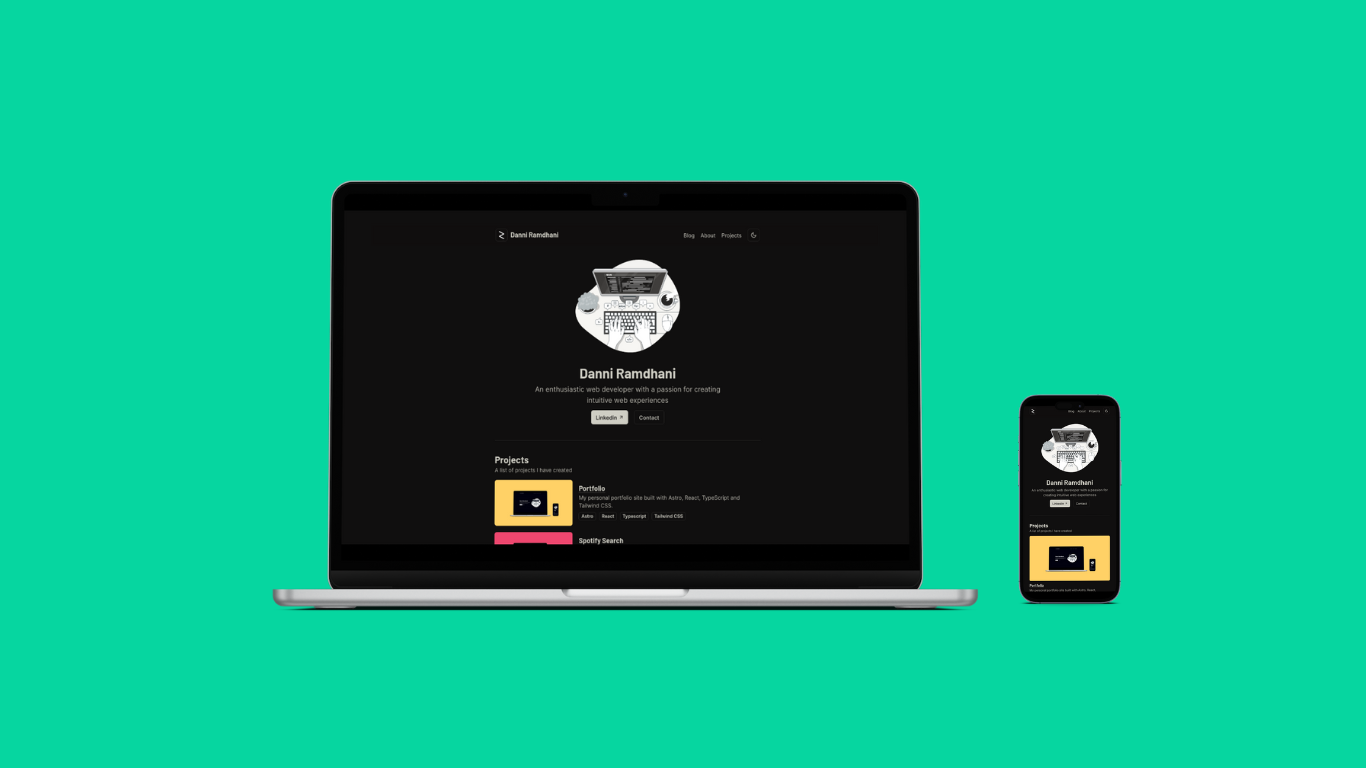 Danni Ramdhani
Blog About Projects
Danni Ramdhani
An enthusiastic web developer with a passion for creating
intuitive web experiences
LinkedIn ↗ Contact
Projects
A list of projects I have created
Portfolio
My personal portfolio site built with Astro, React, TypeScript and
Tailwind CSS.
Astro React Typescript Tailwind CSS
Spotify Search
Blog About Projects
Danni Ramdhani
An enthusiastic web developer with a passion for
creating intuitive web experiences
LinkedIn ↗ Contact
Projects
A list of projects I have created
Portfolio
My personal portfolio site built with Astro, React,